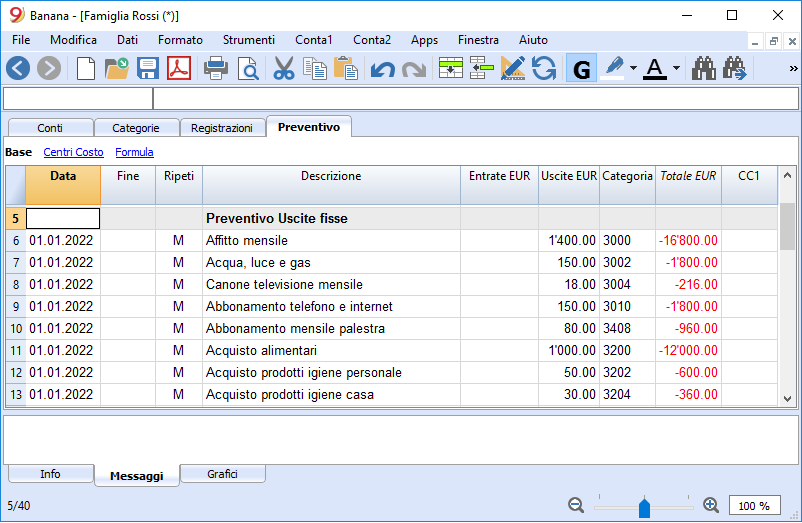 Banana - [Famiglia Rossi (*)]
File Modifica Dati Formato Strumenti Conta1 Conta2 Apps Finestra Aiuto
G A »
Conti Categorie Registrazioni Preventivo
Base Centri Costo Formula
Data Fine Ripeti Descrizione Entrate EUR Uscite EUR Categoria Totale EUR CC1
5 Preventivo Uscite fisse
6 01.01.2022 M Affitto mensile 1'400.00 3000 -16'800.00
7 01.01.2022 M Acqua, luce e gas 150.00 3002 -1'800.00
8 01.01.2022 M Canone televisione mensile 18.00 3004 -216.00
9 01.01.2022 M Abbonamento telefono e internet 150.00 3010 -1'800.00
10 01.01.2022 M Abbonamento mensile palestra 80.00 3408 -960.00
11 01.01.2022 M Acquisto alimentari 1'000.00 3200 -12'000.00
12 01.01.2022 M Acquisto prodotti igiene personale 50.00 3202 -600.00
13 01.01.2022 M Acquisto prodotti igiene casa 30.00 3204 -360.00
Info Messaggi Grafici
5/40 100 %